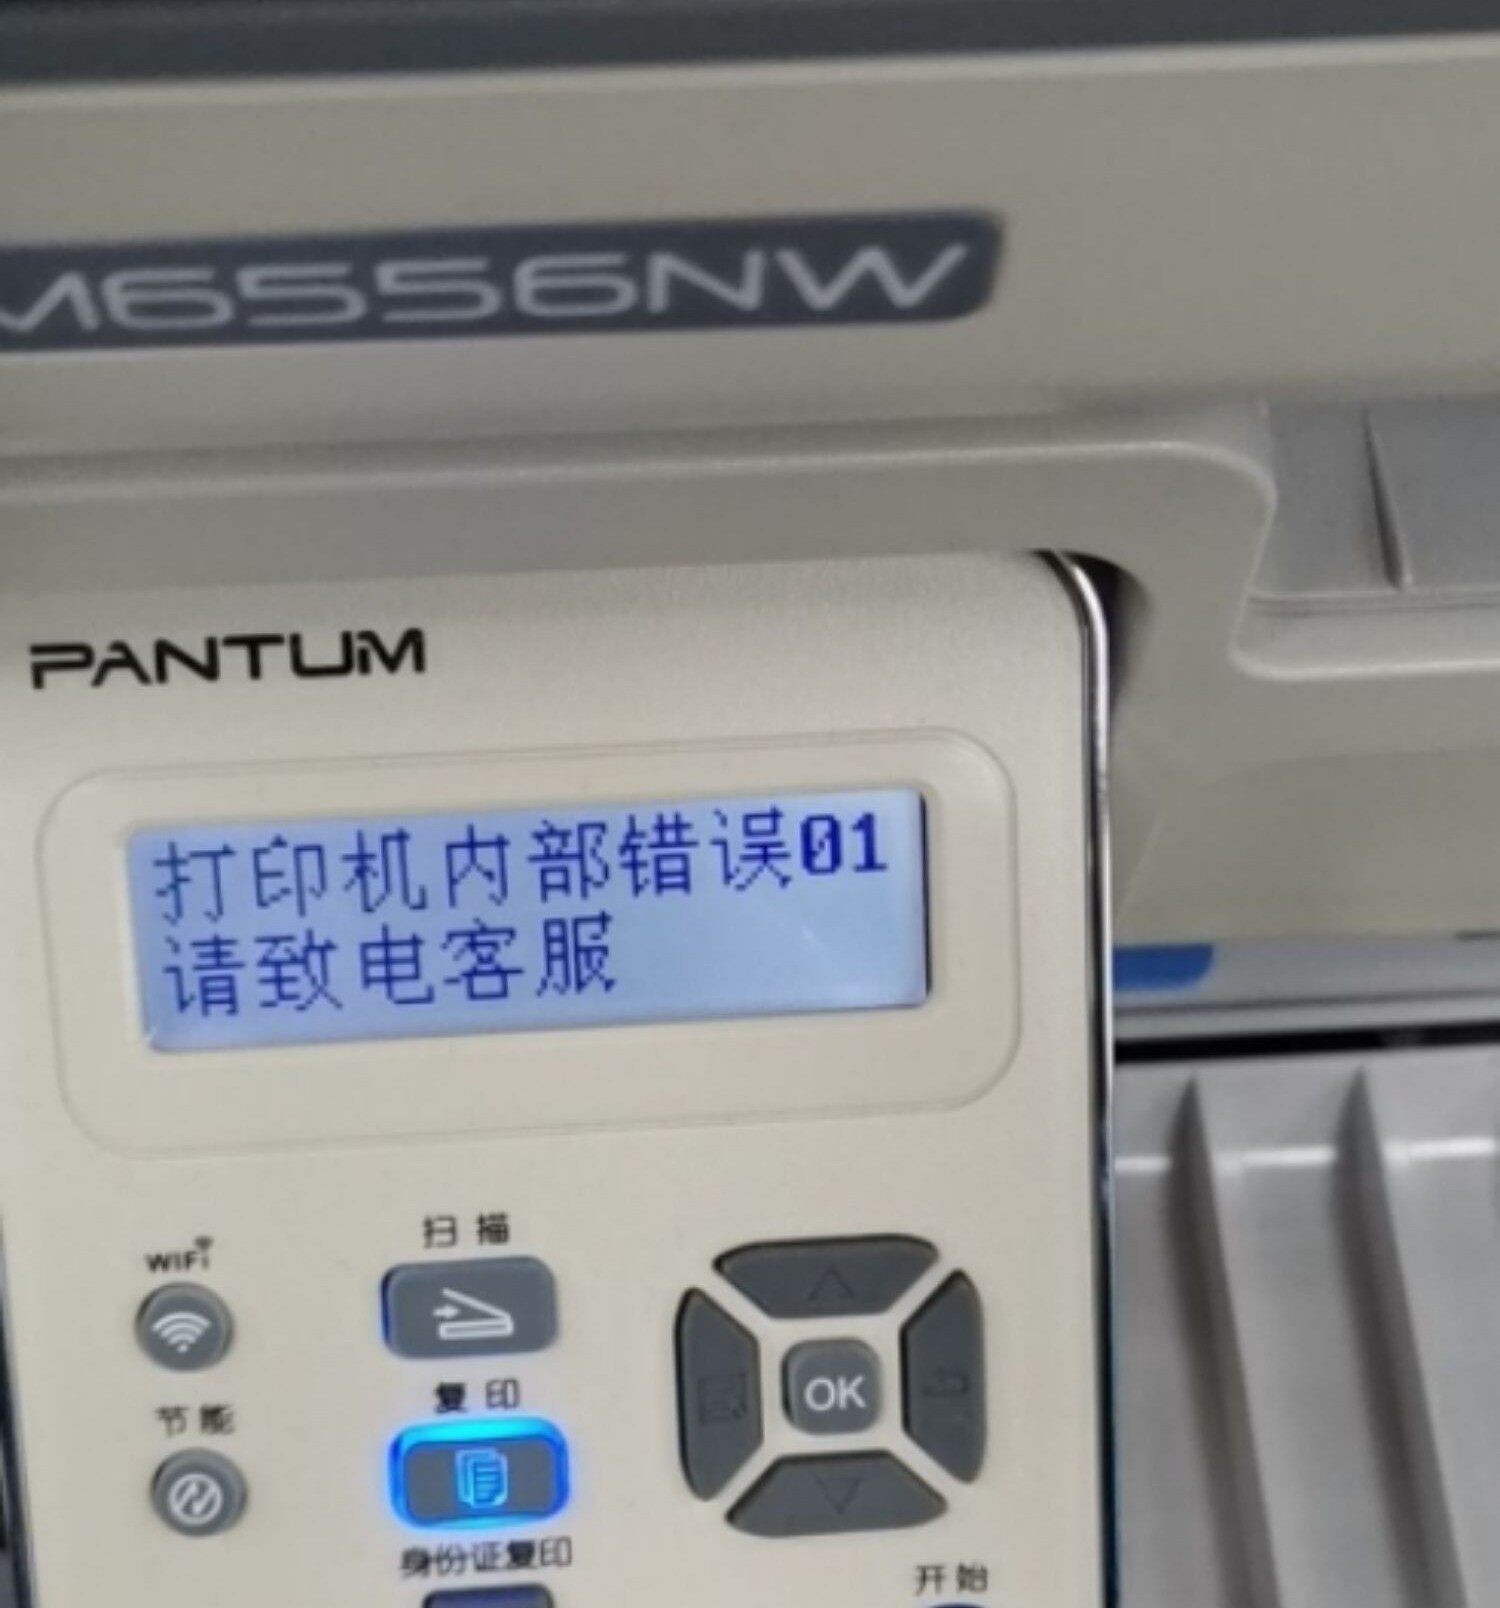 M6556NW
PANTUM
打印机内部错误01
请致电客服
扫描
WiFi
复印
节能
OK
身份证复印
开始